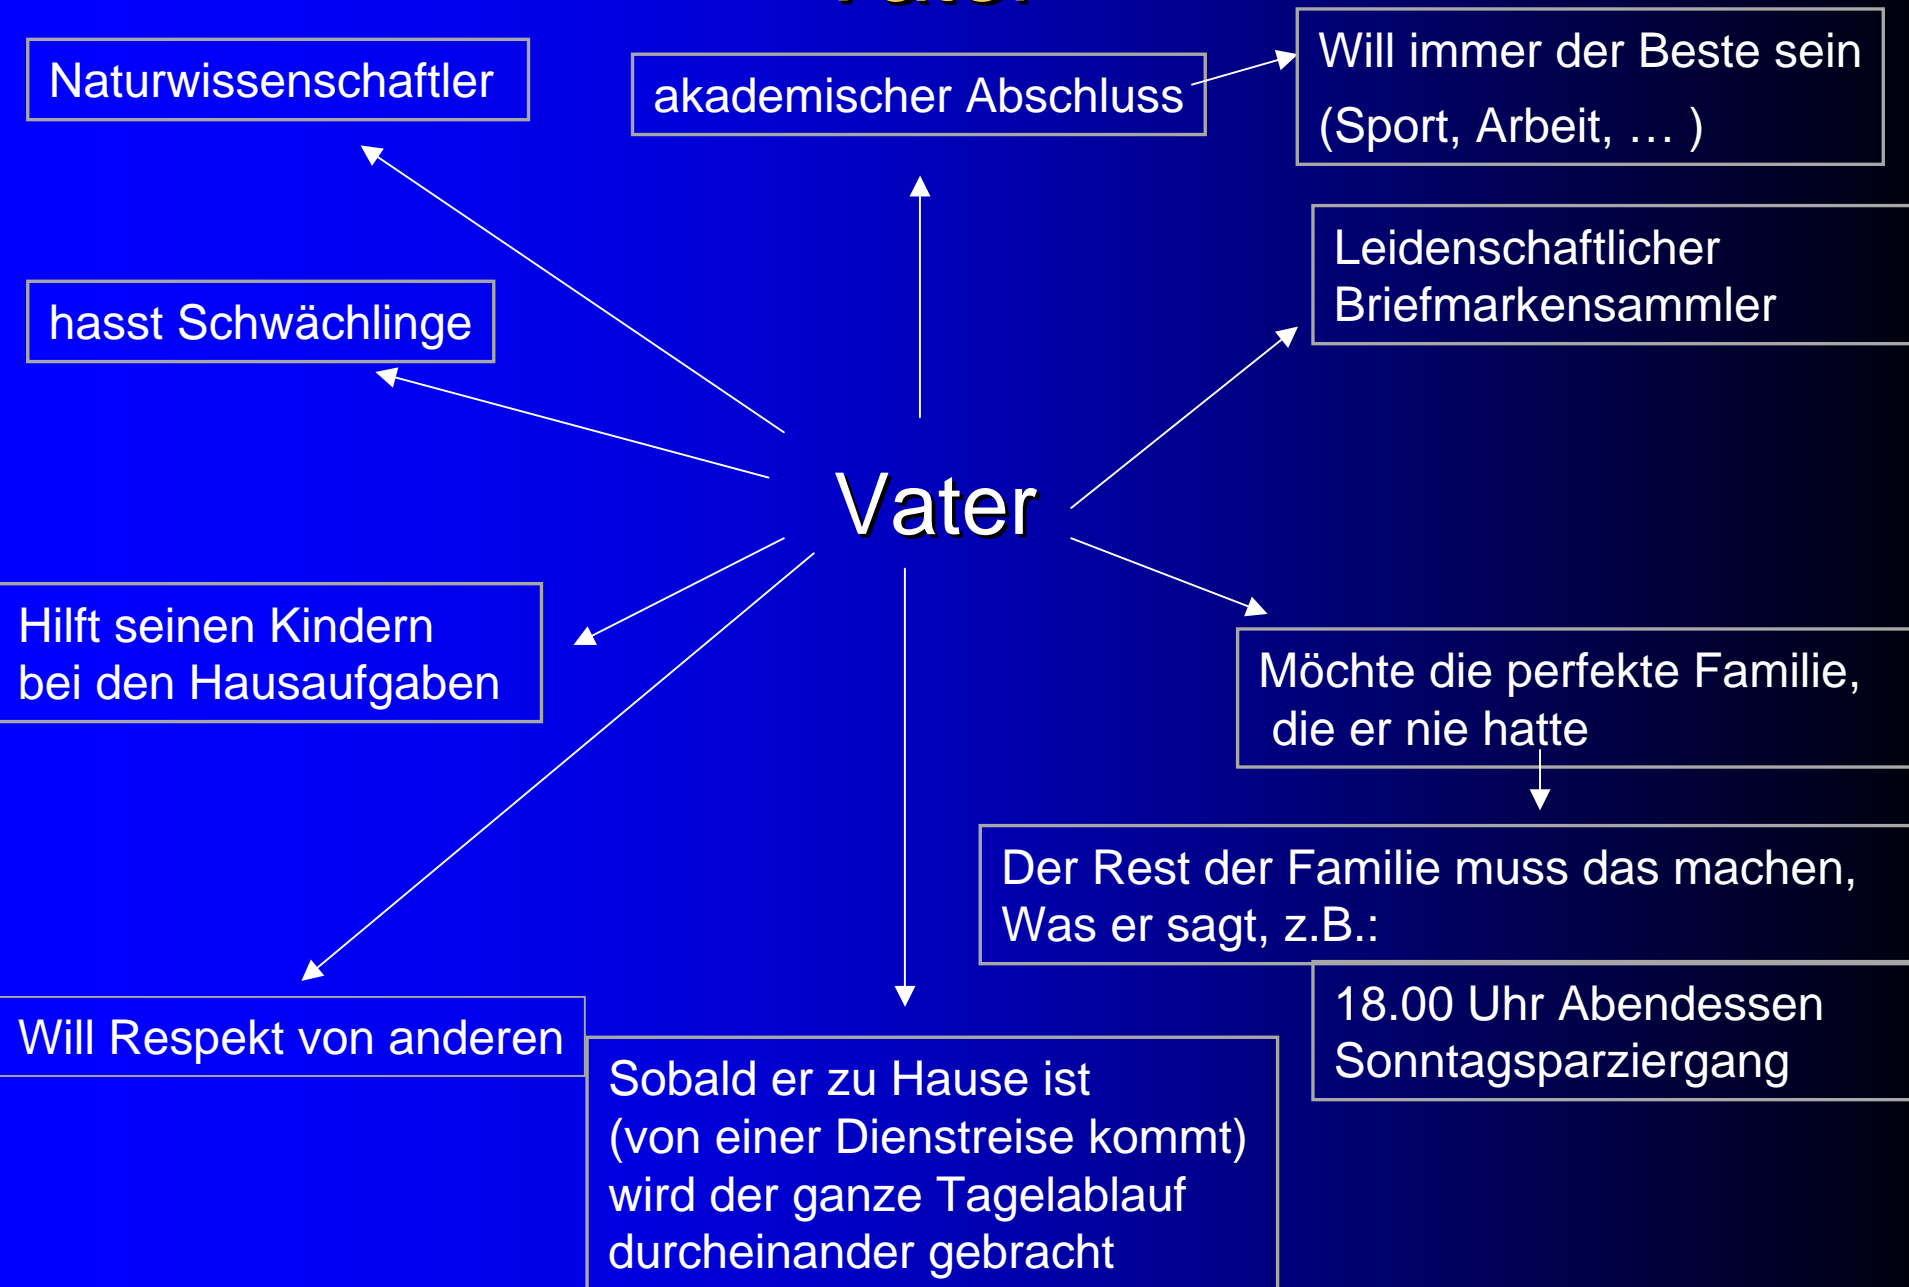 Vater
Naturwissenschaftler
akademischer Abschluss
Will immer der Beste sein
(Sport, Arbeit, … )
Leidenschaftlicher
Briefmarkensammler
hasst Schwächlinge
Vater
Hilft seinen Kindern
bei den Hausaufgaben
Möchte die perfekte Familie,
die er nie hatte
Der Rest der Familie muss das machen,
Was er sagt, z.B.:
18.00 Uhr Abendessen
Sonntagsparziergang
Will Respekt von anderen
Sobald er zu Hause ist
(von einer Dienstreise kommt)
wird der ganze Tagelablauf
durcheinander gebracht